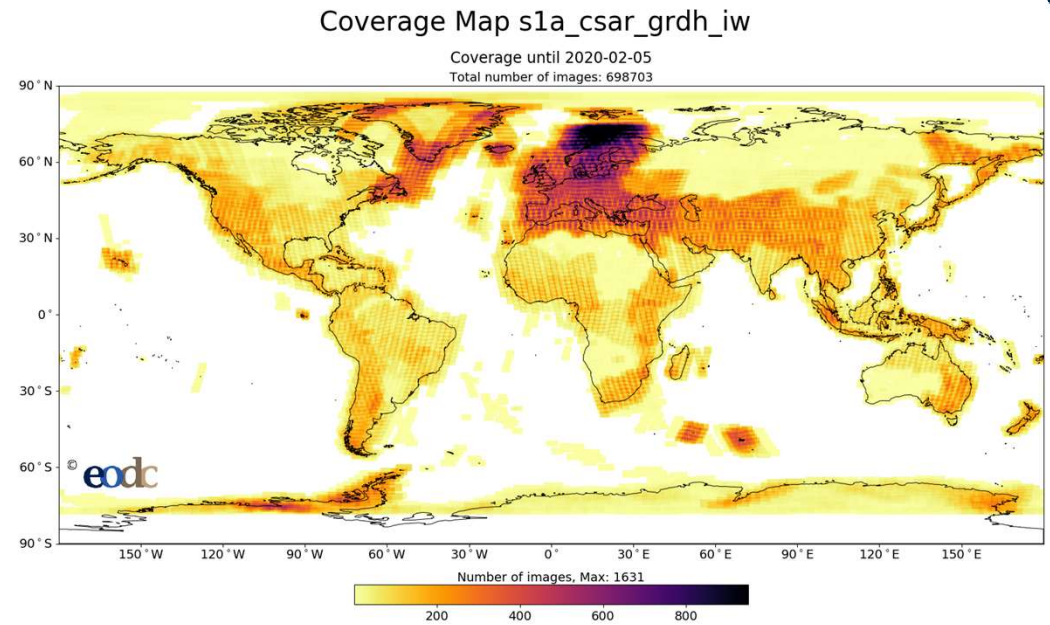 Coverage Map s1a_csar_grdh_iw
Coverage until 2020-02-05
Total number of images: 698703
90°N
60°N
30°N
0°
30°S
60°S
90°S
© eodc
150°W 120°W 90°W 60°W 30°W 0° 30°E 60°E 90°E 120°E 150°E
Number of images, Max: 1631
200 400 600 800